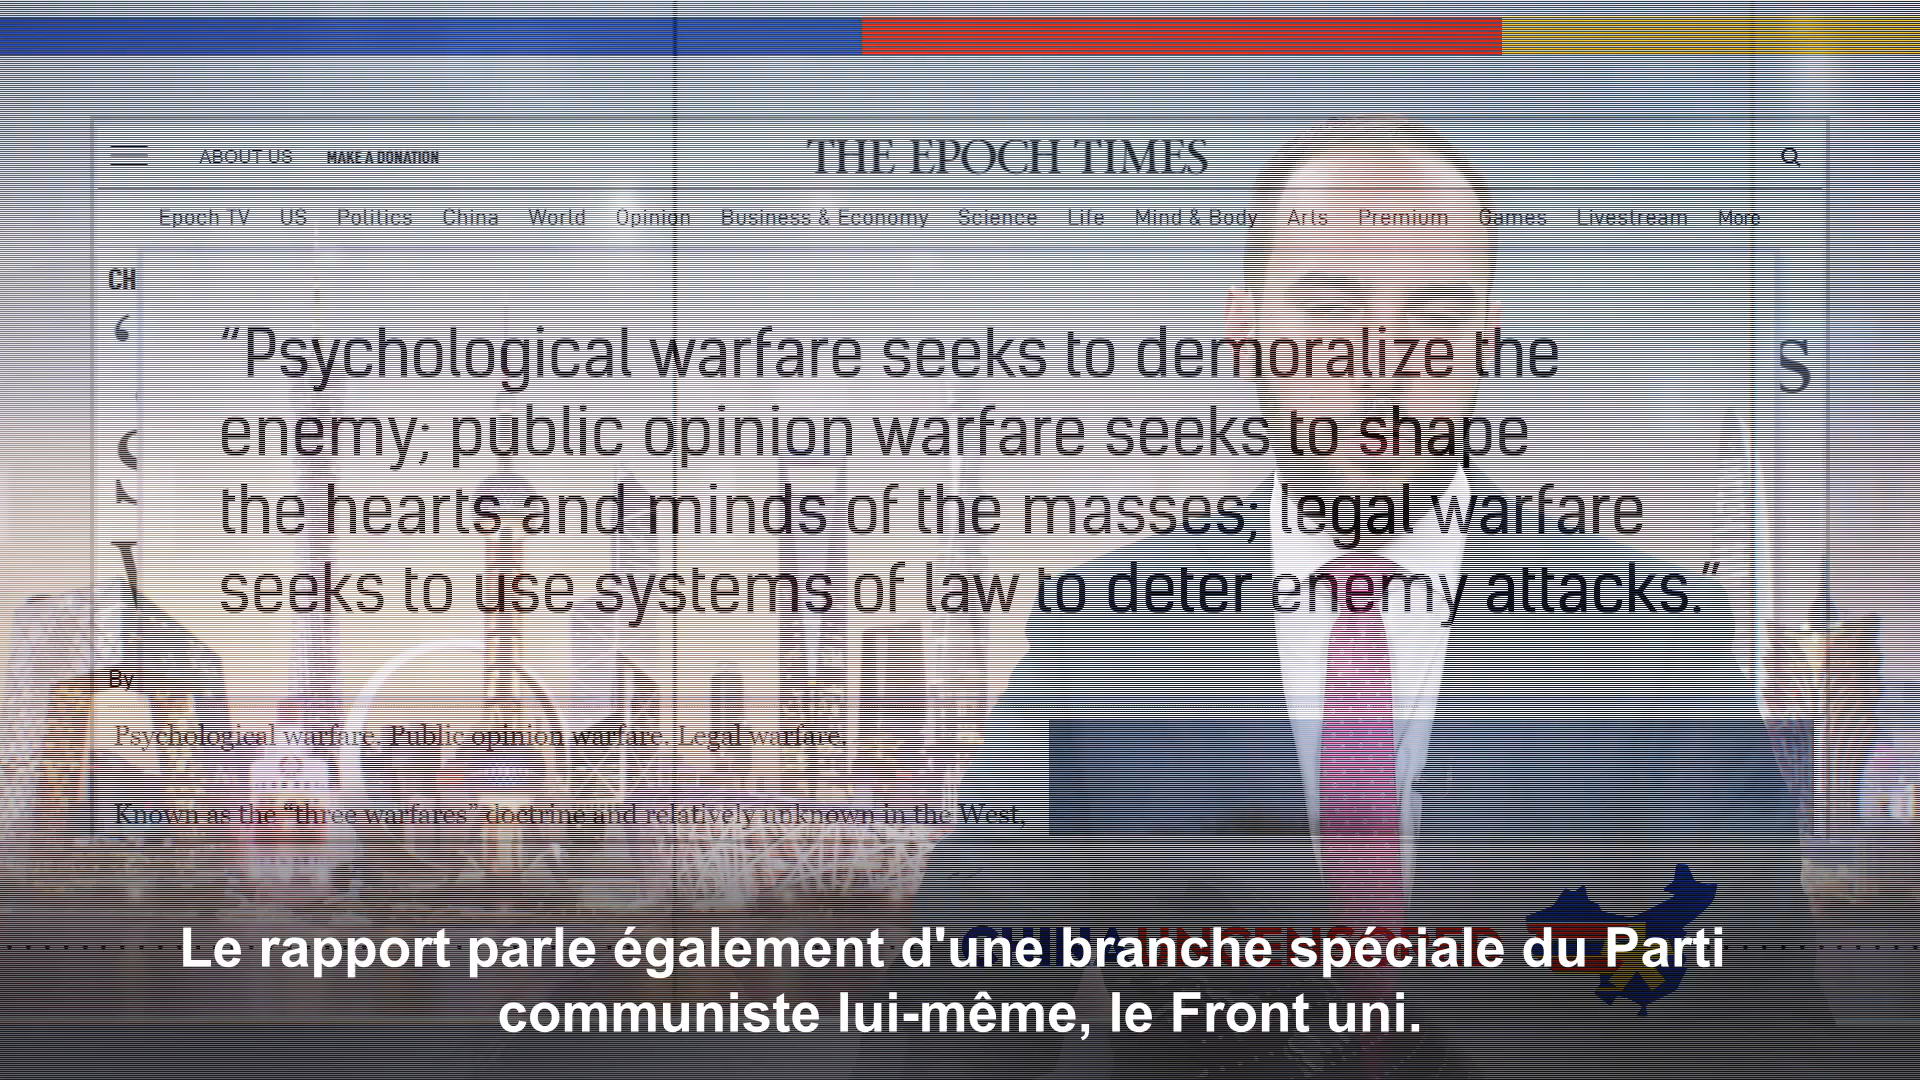 ABOUT US MAKE A DONATION THE EPOCH TIMES
Epoch TV US Politics China World Opinion Business & Economy Science Life Mind & Body Arts Premium Games Livestream More
CH
“Psychological warfare seeks to demoralize the
enemy; public opinion warfare seeks to shape
the hearts and minds of the masses; legal warfare
seeks to use systems of law to deter enemy attacks.”
By
Psychological warfare. Public opinion warfare. Legal warfare.
Known as the “three warfares” doctrine and relatively unknown in the West,
CHINA UNCENSORED
Le rapport parle également d'une branche spéciale du Parti
communiste lui-même, le Front uni.